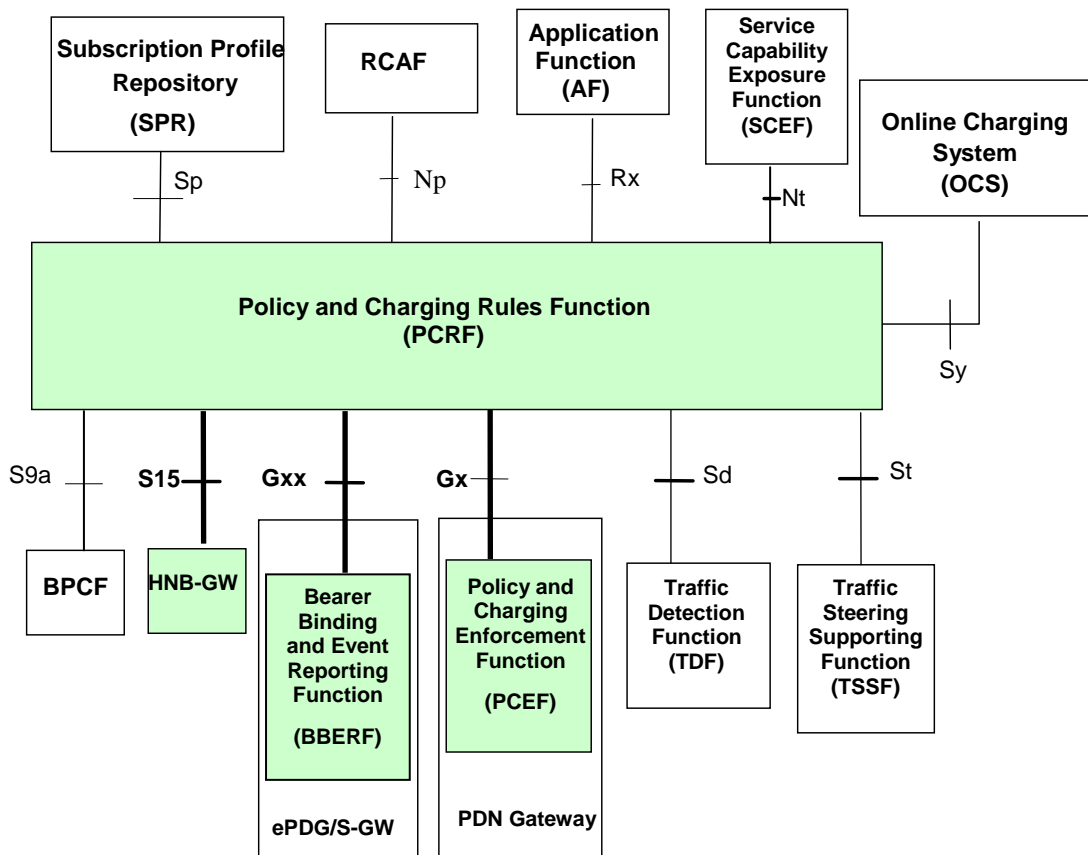 Subscription Profile
Repository
(SPR)
RCAF
Application
Function
(AF)
Service
Capability
Exposure
Function
(SCEF)
Online Charging
System
(OCS)
Sp
Np
Rx
Nt
Sy
Policy and Charging Rules Function
(PCRF)
S9a
S15
Gxx
Gx
Sd
St
BPCF
HNB-GW
Bearer
Binding
and Event
Reporting
Function
(BBERF)
ePDG/S-GW
Policy and
Charging
Enforcement
Function
(PCEF)
PDN Gateway
Traffic
Detection
Function
(TDF)
Traffic
Steering
Supporting
Function
(TSSF)